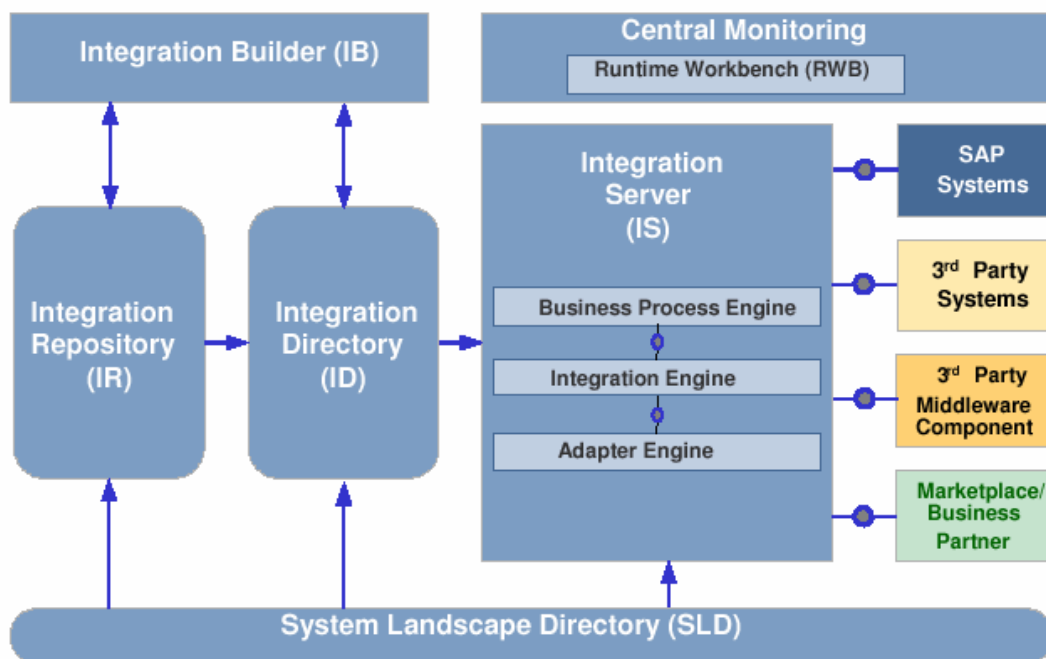 Integration Builder (IB)
Central Monitoring
Runtime Workbench (RWB)
Integration
Repository
(IR)
Integration
Directory
(ID)
Integration
Server
(IS)
Business Process Engine
Integration Engine
Adapter Engine
SAP
Systems
3rd Party
Systems
3rd Party
Middleware
Component
Marketplace/
Business
Partner
System Landscape Directory (SLD)